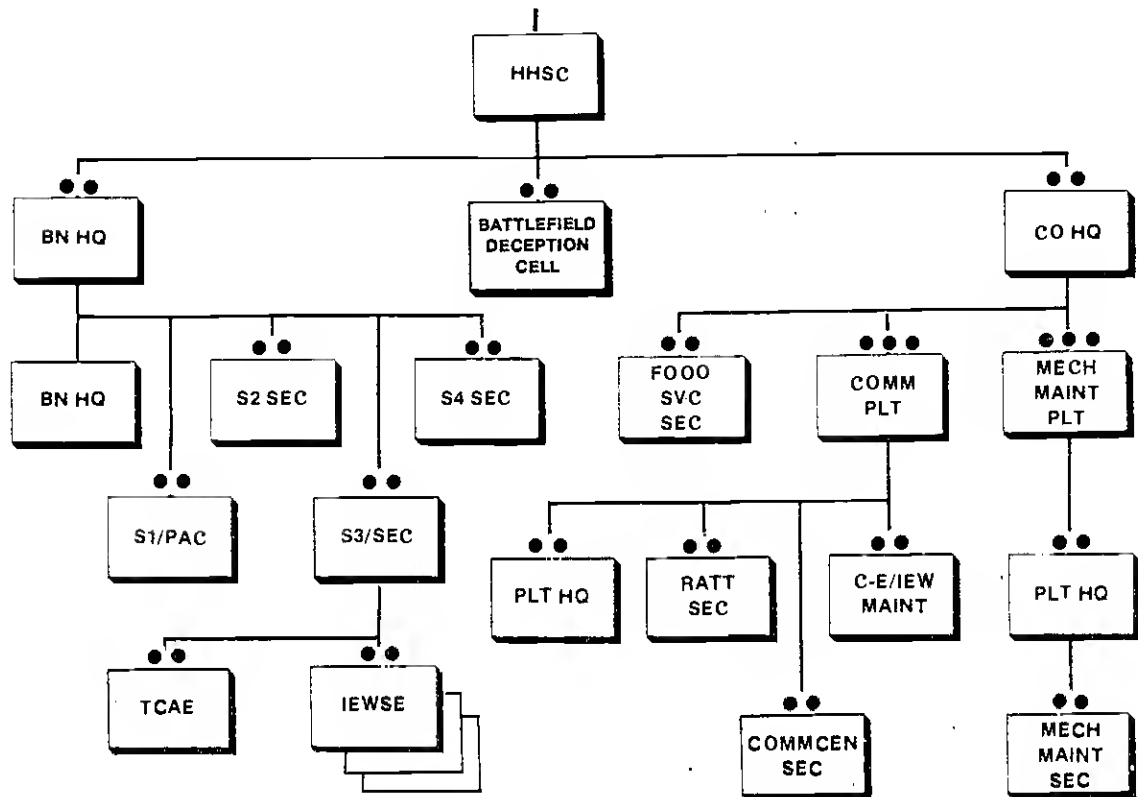 HHSC
BN HQ
BATTLEFIELD
DECEPTION
CELL
CO HQ
BN HQ
S2 SEC
S4 SEC
FOOO
SVC
SEC
COMM
PLT
MECH
MAINT
PLT
S1/PAC
S3/SEC
PLT HQ
RATT
SEC
C-E/IEW
MAINT
PLT HQ
TCAE
IEWSE
COMMCEN
SEC
MECH
MAINT
SEC